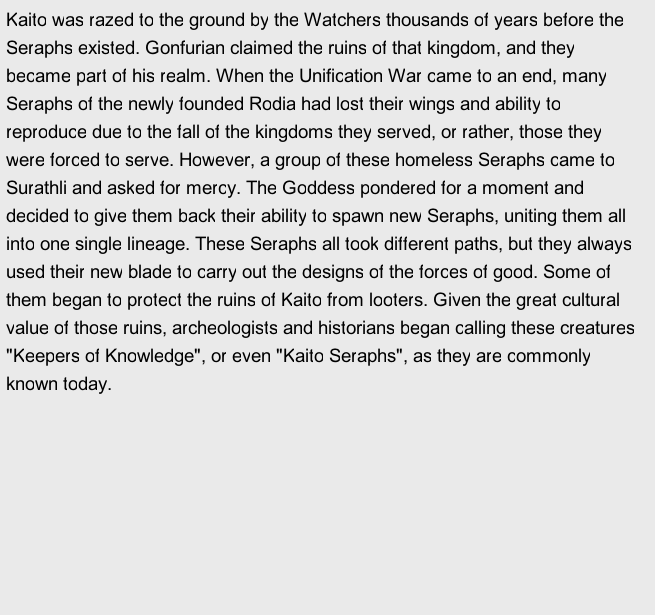 Kaito was razed to the ground by the Watchers thousands of years before the
Seraphs existed. Gonfurian claimed the ruins of that kingdom, and they
became part of his realm. When the Unification War came to an end, many
Seraphs of the newly founded Rodia had lost their wings and ability to
reproduce due to the fall of the kingdoms they served, or rather, those they
were forced to serve. However, a group of these homeless Seraphs came to
Surathli and asked for mercy. The Goddess pondered for a moment and
decided to give them back their ability to spawn new Seraphs, uniting them all
into one single lineage. These Seraphs all took different paths, but they always
used their new blade to carry out the designs of the forces of good. Some of
them began to protect the ruins of Kaito from looters. Given the great cultural
value of those ruins, archeologists and historians began calling these creatures
"Keepers of Knowledge", or even "Kaito Seraphs", as they are commonly
known today.